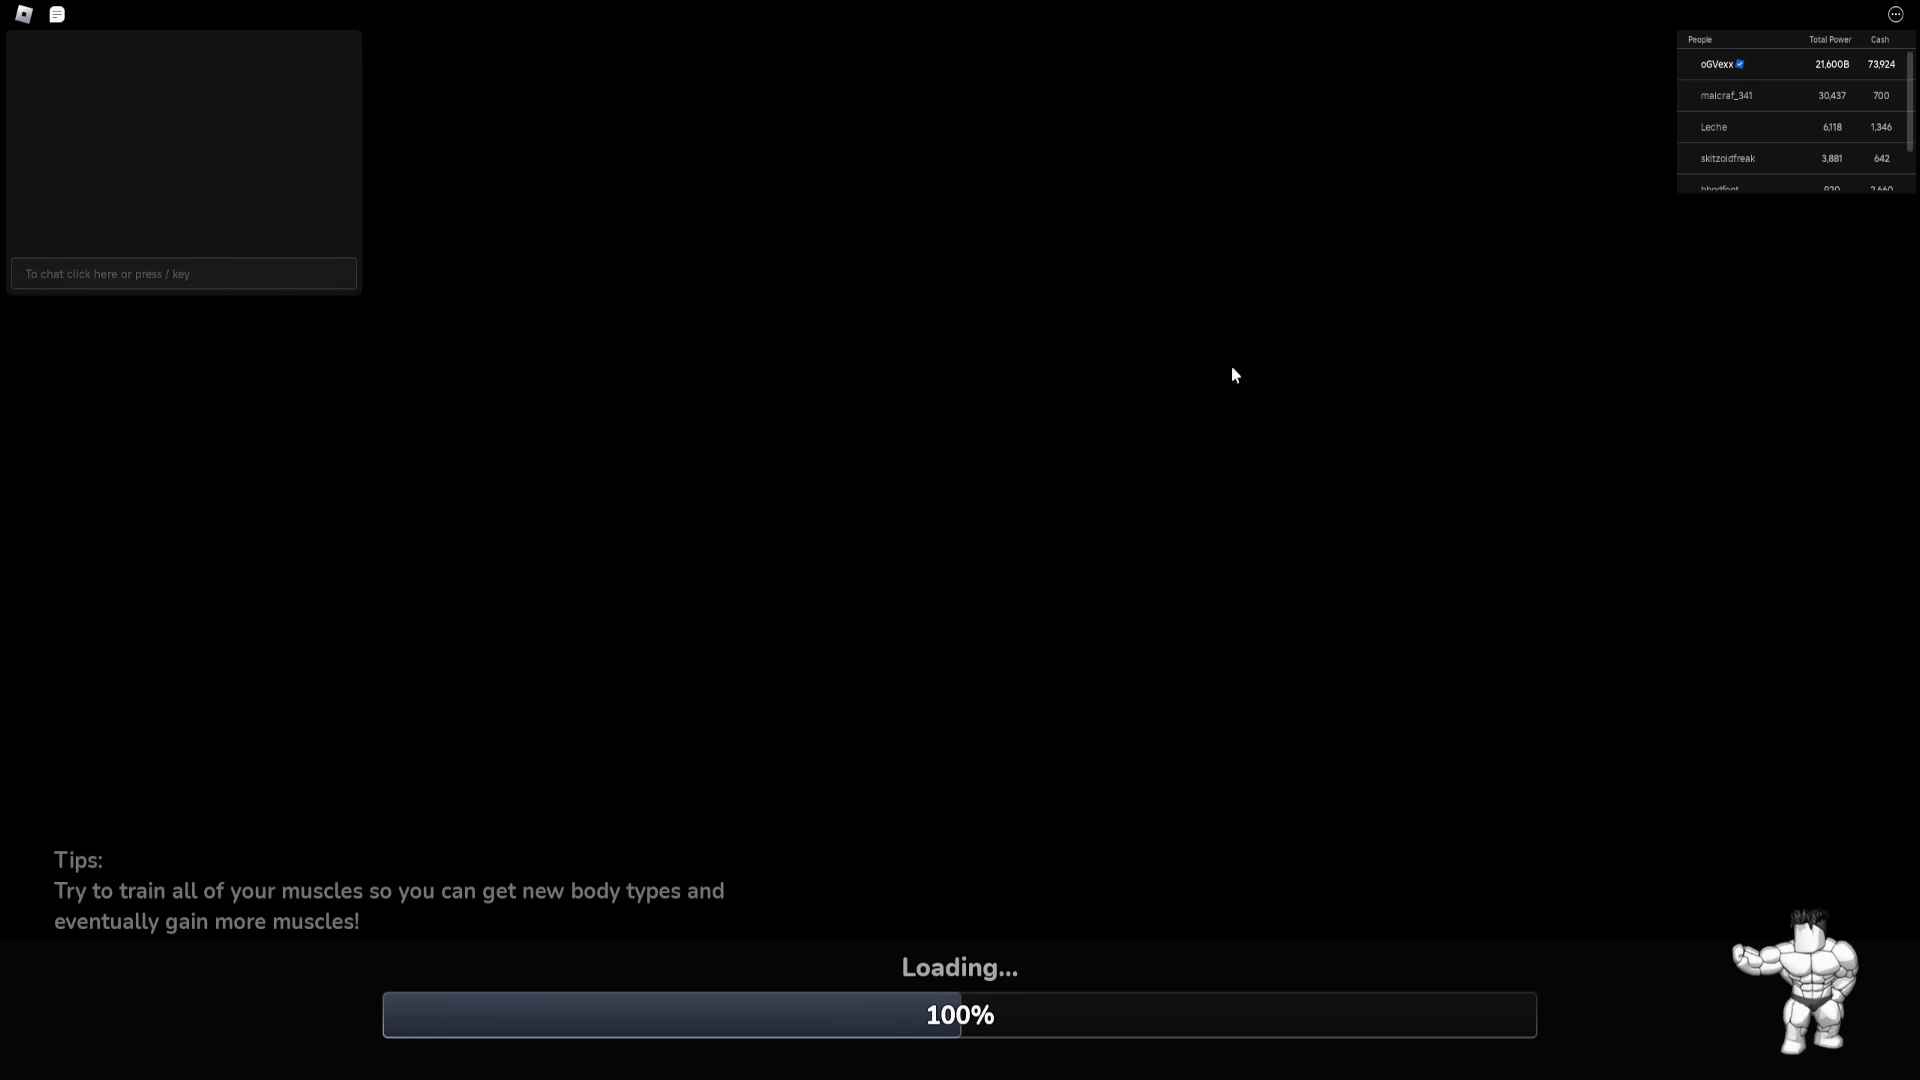 People Total Power Cash
oGVexx 21,600B 73,924
maicraf_341 30,437 700
Leche 6,118 1,346
skitzoidfreak 3,881 642
To chat click here or press / key
Tips:
Try to train all of your muscles so you can get new body types and
eventually gain more muscles!
Loading...
100%